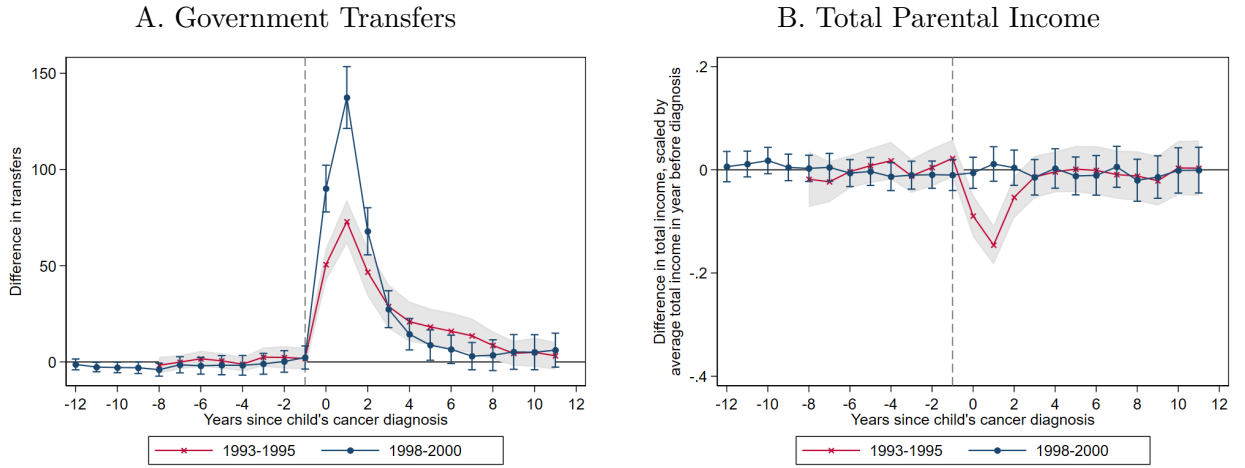 A. Government Transfers
Difference in transfers
150
100
50
0
-12 -10 -8 -6 -4 -2 0 2 4 6 8 10 12
Years since child's cancer diagnosis
1993-1995 1998-2000
B. Total Parental Income
Difference in total income, scaled by
average total income in year before diagnosis
.2
0
-.2
-.4
-12 -10 -8 -6 -4 -2 0 2 4 6 8 10 12
Years since child's cancer diagnosis
1993-1995 1998-2000